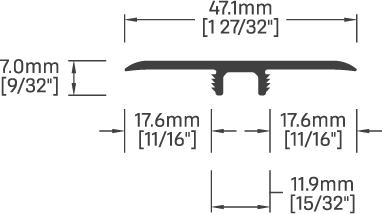 47.1mm
[1 27/32"]
7.0mm
[9/32"]
17.6mm
[11/16"]
17.6mm
[11/16"]
11.9mm
[15/32"]